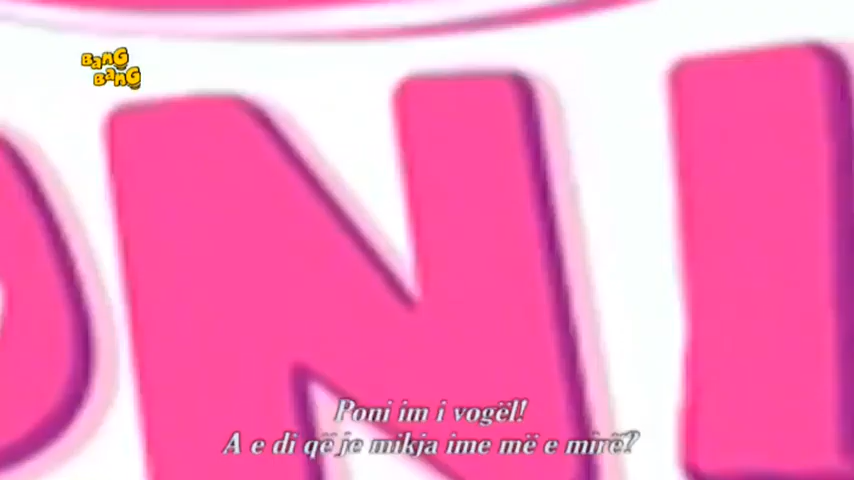 BanG
BanG
ONI
Poni im i vogël!
A e di që je mikja ime më e mirë?